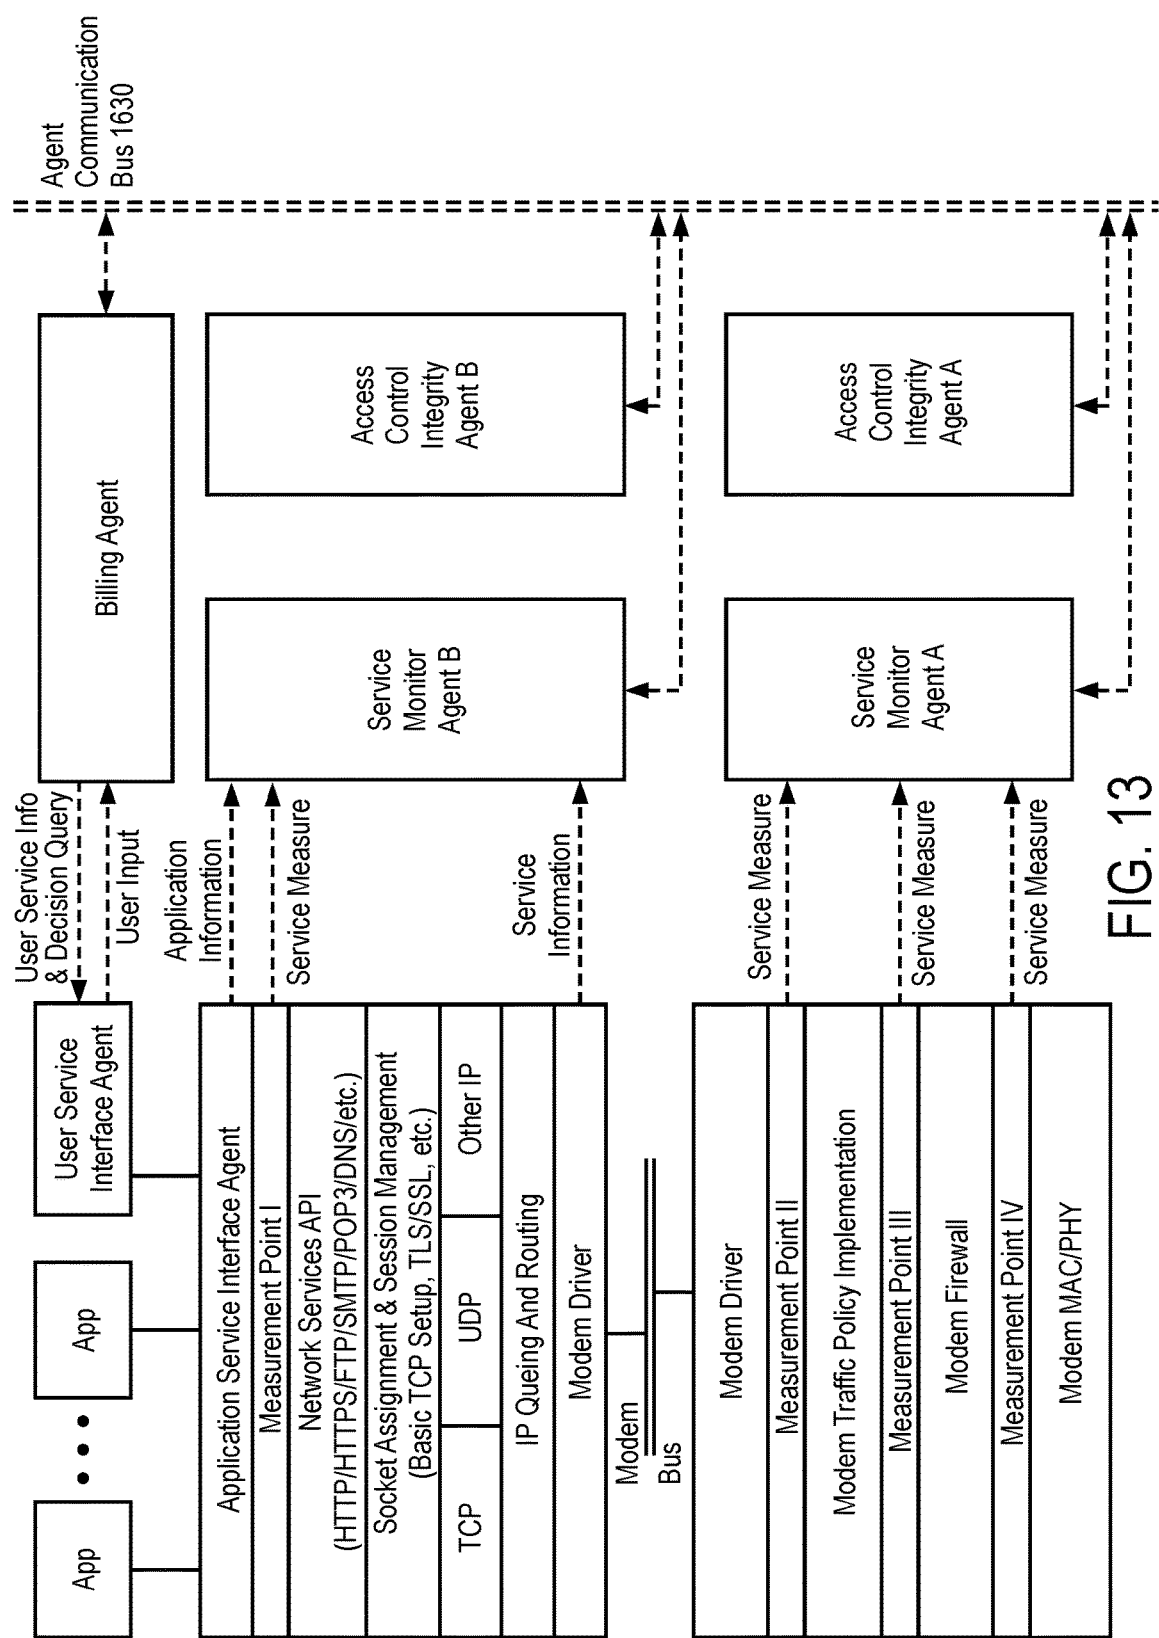 App
App
User Service
Interface Agent
User Service Info
& Decision Query
User Input
Billing Agent
Agent
Communication
Bus 1630
Application Service Interface Agent
Measurement Point I
Network Services API
(HTTP/HTTPS/FTP/SMTP/POP3/DNS/etc.)
Socket Assignment & Session Management
(Basic TCP Setup, TLS/SSL, etc.)
TCP
UDP
Other IP
IP Queing And Routing
Modem Driver
Application
Information
Service Measure
Service
Information
Service
Monitor
Agent B
Access
Control
Integrity
Agent B
Modem
Bus
Modem Driver
Measurement Point II
Modem Traffic Policy Implementation
Measurement Point III
Modem Firewall
Measurement Point IV
Modem MAC/PHY
Service Measure
Service Measure
Service Measure
Service
Monitor
Agent A
Access
Control
Integrity
Agent A
FIG. 13